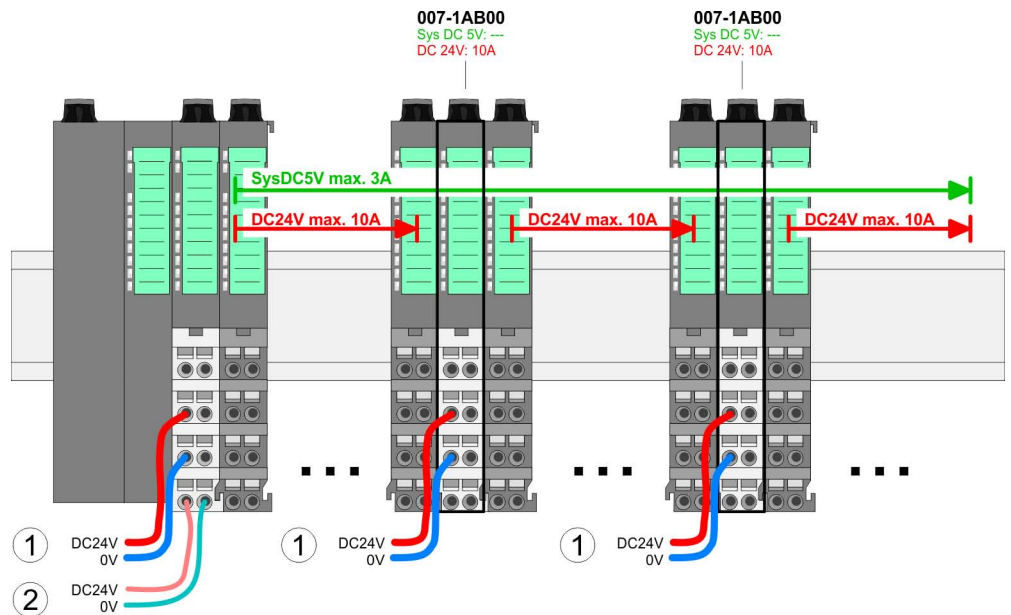 007-1AB00
Sys DC 5V: ---
DC 24V: 10A
007-1AB00
Sys DC 5V: ---
DC 24V: 10A
SysDC5V max. 3A
DC24V max. 10A
DC24V max. 10A
DC24V max. 10A
1
DC24V
0V
1
DC24V
0V
1
DC24V
0V
2
DC24V
0V